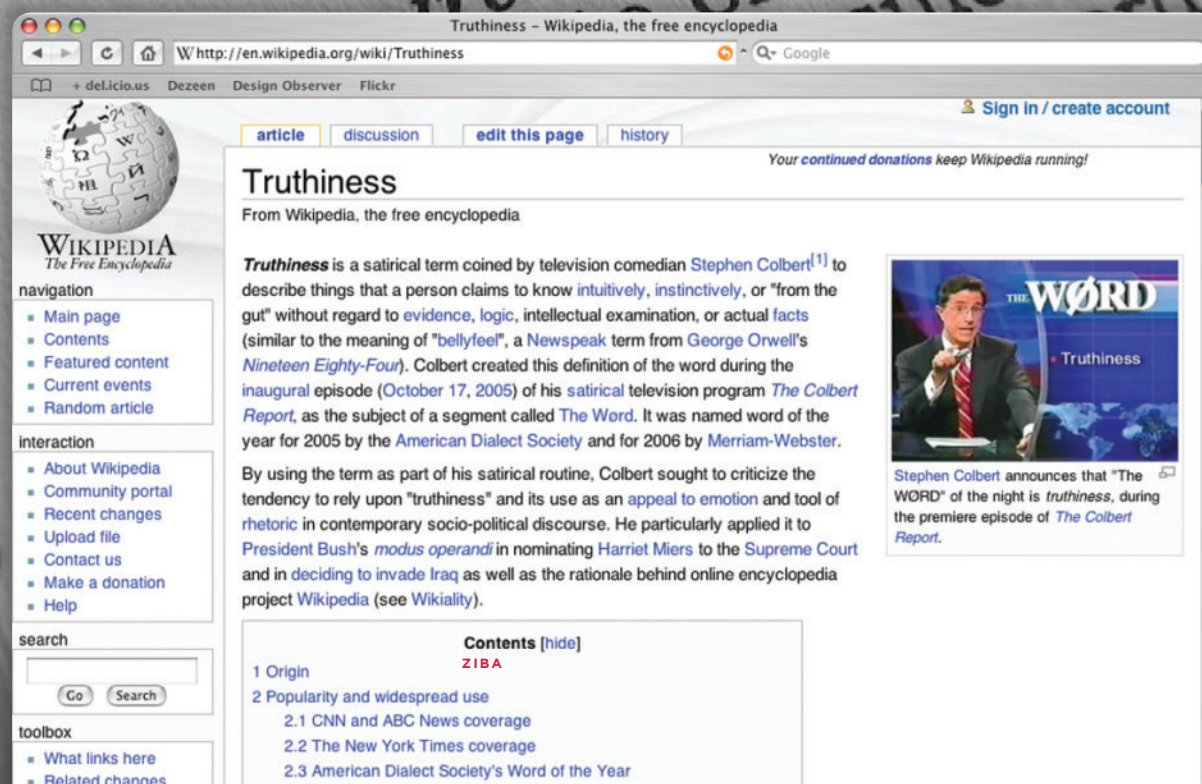 Truthiness – Wikipedia, the free encyclopedia
W http://en.wikipedia.org/wiki/Truthiness
Google
+ del.icio.us Dezeen Design Observer Flickr
Sign in / create account
article discussion edit this page history
Your continued donations keep Wikipedia running!
WIKIPEDIA
The Free Encyclopedia
navigation
Main page
Contents
Featured content
Current events
Random article
interaction
About Wikipedia
Community portal
Recent changes
Upload file
Contact us
Make a donation
Help
search
Go Search
toolbox
What links here
Related changes
Truthiness
From Wikipedia, the free encyclopedia
Truthiness is a satirical term coined by television comedian Stephen Colbert[1] to
describe things that a person claims to know intuitively, instinctively, or "from the
gut" without regard to evidence, logic, intellectual examination, or actual facts
(similar to the meaning of "bellyfeel", a Newspeak term from George Orwell's
Nineteen Eighty-Four). Colbert created this definition of the word during the
inaugural episode (October 17, 2005) of his satirical television program The Colbert
Report, as the subject of a segment called The Wørd. It was named word of the
year for 2005 by the American Dialect Society and for 2006 by Merriam-Webster.
By using the term as part of his satirical routine, Colbert sought to criticize the
tendency to rely upon "truthiness" and its use as an appeal to emotion and tool of
rhetoric in contemporary socio-political discourse. He particularly applied it to
President Bush's modus operandi in nominating Harriet Miers to the Supreme Court
and in deciding to invade Iraq as well as the rationale behind online encyclopedia
project Wikipedia (see Wikiality).
THE WØRD
Truthiness
Stephen Colbert announces that "The
WØRD" of the night is truthiness, during
the premiere episode of The Colbert
Report.
Contents [hide]
ZIBA
1 Origin
2 Popularity and widespread use
2.1 CNN and ABC News coverage
2.2 The New York Times coverage
2.3 American Dialect Society's Word of the Year